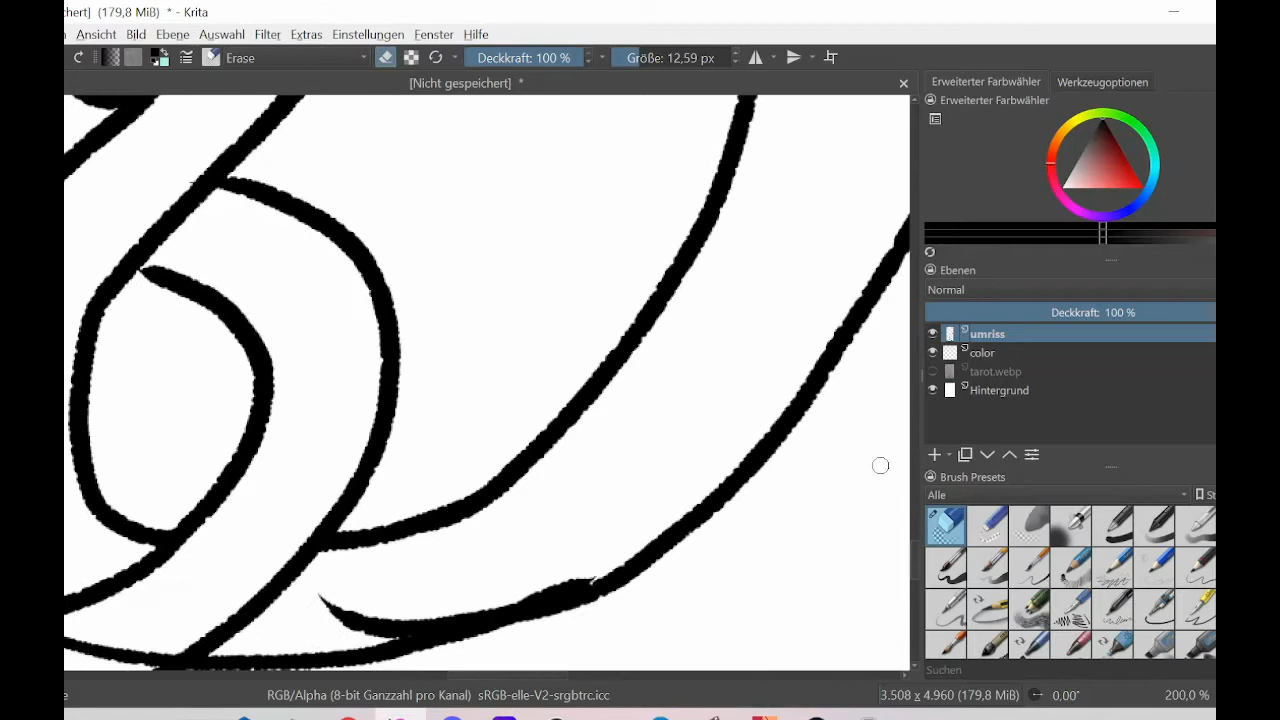 chert] (179,8 MiB) * - Krita
Ansicht Bild Ebene Auswahl Filter Extras Einstellungen Fenster Hilfe
Erase Deckkraft: 100 % Größe: 12,59 px
[Nicht gespeichert] *
Erweiterter Farbwähler Werkzeugoptionen
Erweiterter Farbwähler
Ebenen
Normal
Deckkraft: 100 %
umriss
color
tarot.webp
Hintergrund
Brush Presets
Alle St
Suchen
RGB/Alpha (8-bit Ganzzahl pro Kanal) sRGB-elle-V2-srgbtrc.icc 3.508 x 4.960 (179,8 MiB) 0,00° 200,0 %